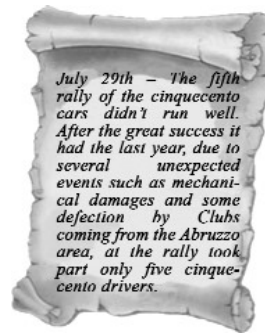 July 29th – The fifth
rally of the cinquecento
cars didn't run well.
After the great success it
had the last year, due to
several unexpected
events such as mechani-
cal damages and some
defection by Clubs
coming from the Abruzzo
area, at the rally took
part only five cinque-
cento drivers.